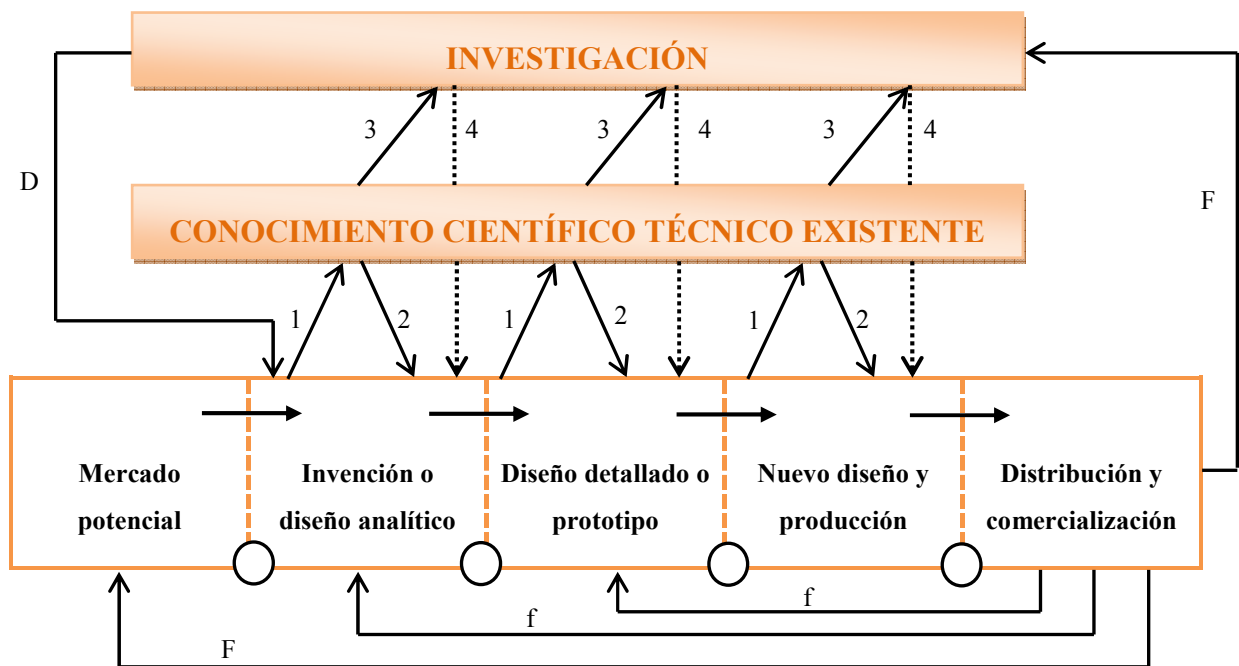 INVESTIGACIÓN
3 4 3 4 3 4
D
F
CONOCIMIENTO CIENTÍFICO TÉCNICO EXISTENTE
1 2 1 2 1 2
Mercado
potencial
Invención o
diseño analítico
Diseño detallado o
prototipo
Nuevo diseño y
producción
Distribución y
comercialización
f
f
F